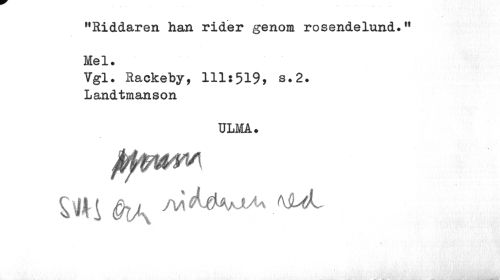 "Riddaren han rider genom rosendelund."
Mel.
Vgl. Rackeby, 111:519, s.2.
Landtmanson
ULMA.
SVAS och riddaren red